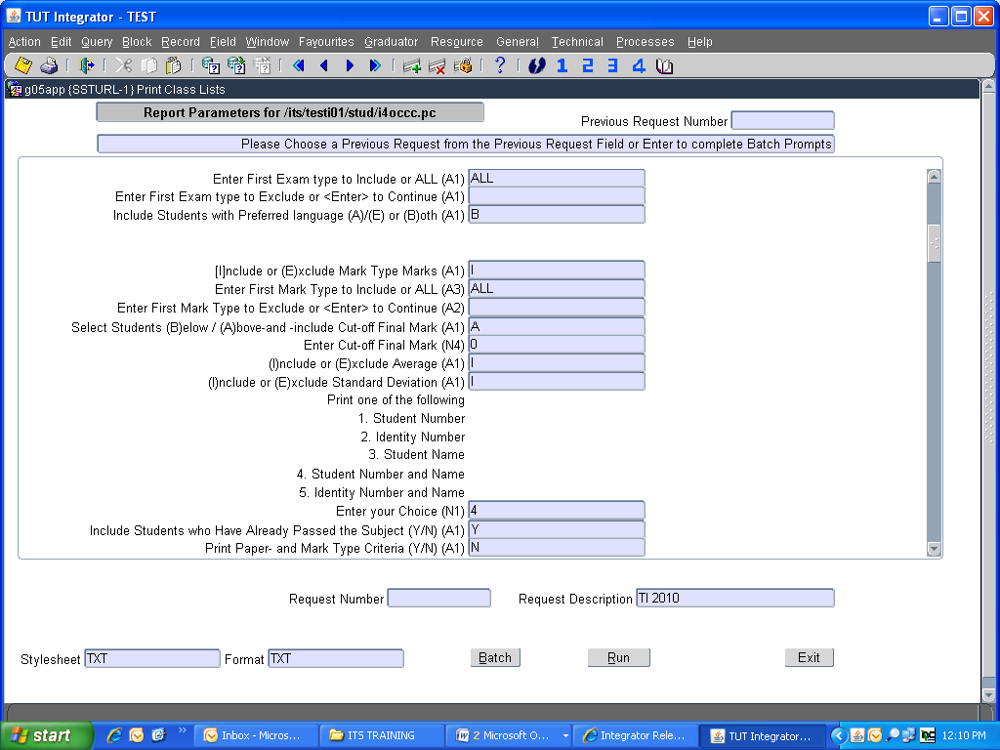 TUT Integrator - TEST
Action Edit Query Block Record Field Window Favourites Graduator Resource General Technical Processes Help
? 1 2 3 4
g05app {SSTURL-1} Print Class Lists
Report Parameters for /its/testi01/stud/i4occc.pc
Previous Request Number
Please Choose a Previous Request from the Previous Request Field or Enter to complete Batch Prompts
Enter First Exam type to Include or ALL (A1) ALL
Enter First Exam type to Exclude or <Enter> to Continue (A1)
Include Students with Preferred language (A)/(E) or (B)oth (A1) B
[I]nclude or (E)xclude Mark Type Marks (A1) I
Enter First Mark Type to Include or ALL (A3) ALL
Enter First Mark Type to Exclude or <Enter> to Continue (A2)
Select Students (B)elow / (A)bove-and -include Cut-off Final Mark (A1) A
Enter Cut-off Final Mark (N4) 0
(I)nclude or (E)xclude Average (A1) I
(I)nclude or (E)xclude Standard Deviation (A1) I
Print one of the following
1. Student Number
2. Identity Number
3. Student Name
4. Student Number and Name
5. Identity Number and Name
Enter your Choice (N1) 4
Include Students who Have Already Passed the Subject (Y/N) (A1) Y
Print Paper- and Mark Type Criteria (Y/N) (A1) N
Request Number Request Description TI 2010
Stylesheet TXT Format TXT Batch Run Exit
start Inbox - Micros... ITS TRAINING 2 Microsoft O... Integrator Rele... TUT Integrator... 12:10 PM